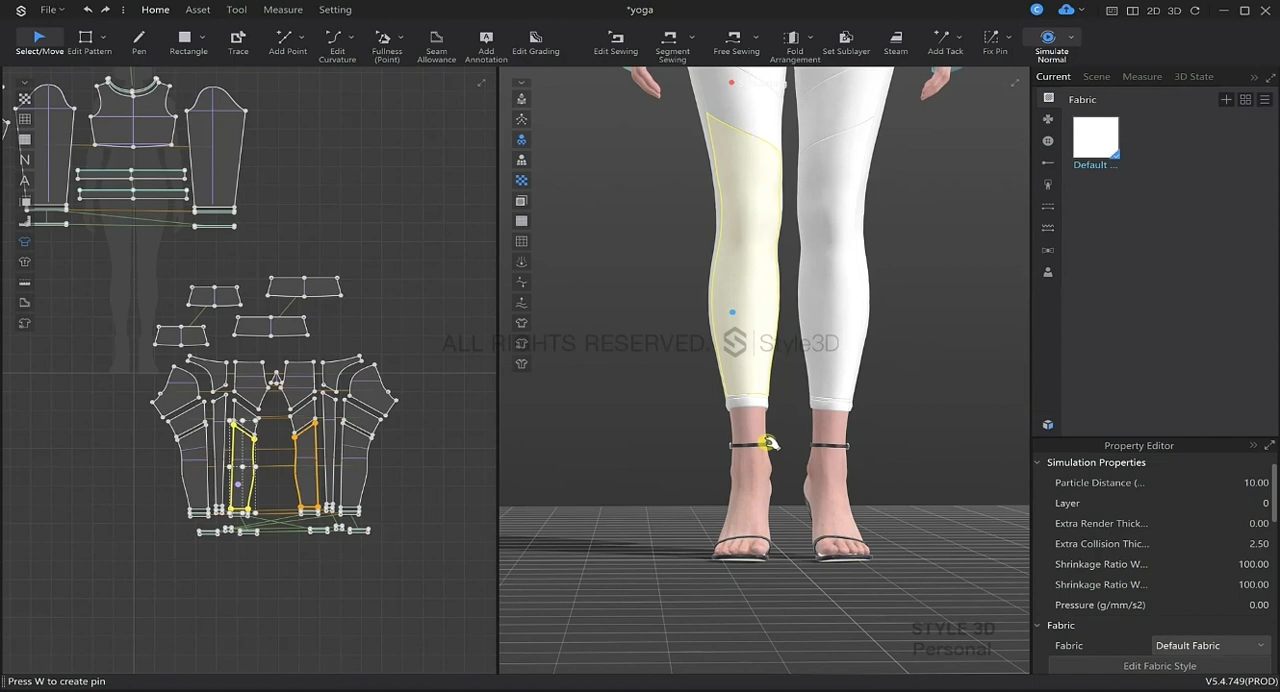 File
Home
Asset
Tool
Measure
Setting
*yoga
C
2D
3D
Select/Move
Edit Pattern
Pen
Rectangle
Trace
Add Point
Edit Curvature
Fullness (Point)
Seam Allowance
Add Annotation
Edit Grading
Edit Sewing
Segment Sewing
Free Sewing
Fold Arrangement
Set Sublayer
Steam
Add Tack
Fix Pin
Simulate Normal
Current
Scene
Measure
3D State
Fabric
Default ...
ALL RIGHTS RESERVED. Style3D
STYLE 3D
Personal
Property Editor
Simulation Properties
Particle Distance (... 10.00
Layer 0
Extra Render Thick... 0.00
Extra Collision Thic... 2.50
Shrinkage Ratio W... 100.00
Shrinkage Ratio W... 100.00
Pressure (g/mm/s2) 0.00
Fabric
Fabric Default Fabric
Edit Fabric Style
Press W to create pin
V5.4.749(PROD)